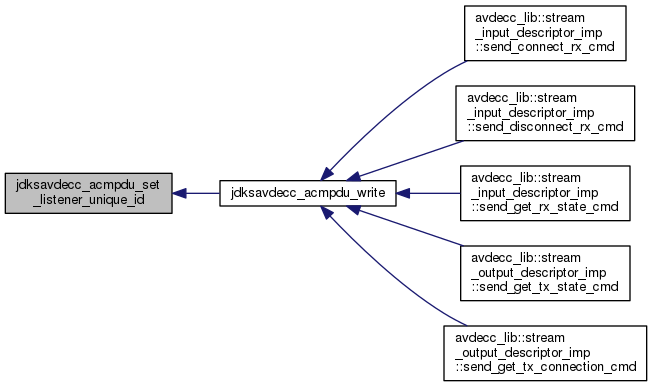 jdksavdecc_acmpdu_set
_listener_unique_id
jdksavdecc_acmpdu_write
avdecc_lib::stream
_input_descriptor_imp
::send_connect_rx_cmd
avdecc_lib::stream
_input_descriptor_imp
::send_disconnect_rx_cmd
avdecc_lib::stream
_input_descriptor_imp
::send_get_rx_state_cmd
avdecc_lib::stream
_output_descriptor_imp
::send_get_tx_state_cmd
avdecc_lib::stream
_output_descriptor_imp
::send_get_tx_connection_cmd